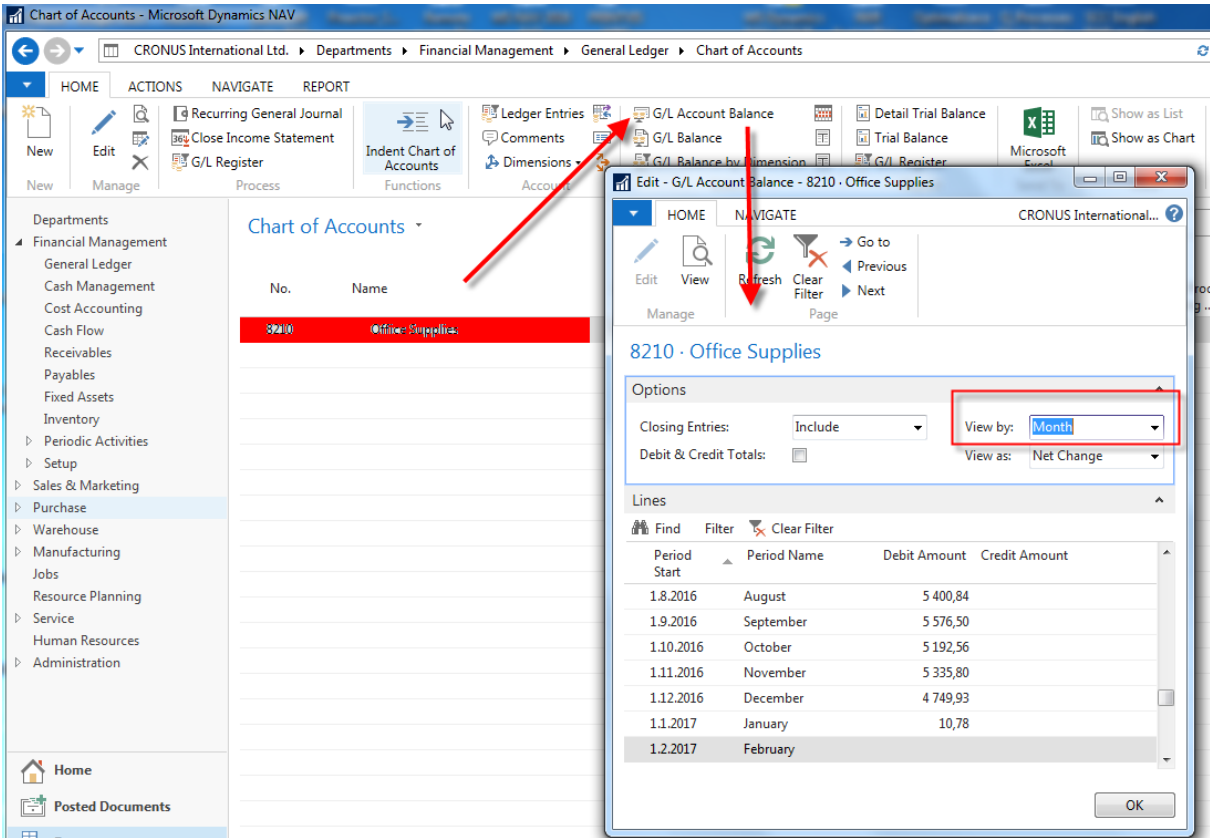 Chart of Accounts - Microsoft Dynamics NAV
CRONUS International Ltd. Departments Financial Management General Ledger Chart of Accounts
HOME ACTIONS NAVIGATE REPORT
New
Edit
Recurring General Journal
Close Income Statement
G/L Register
Indent Chart of
Accounts
Ledger Entries
Comments
Dimensions
G/L Account Balance
G/L Balance
G/L Balance by Dimension
Detail Trial Balance
Trial Balance
G/L Register
Microsoft
Excel
Show as List
Show as Chart
New Manage Process Functions Account
Departments
Financial Management
General Ledger
Cash Management
Cost Accounting
Cash Flow
Receivables
Payables
Fixed Assets
Inventory
Periodic Activities
Setup
Sales & Marketing
Purchase
Warehouse
Manufacturing
Jobs
Resource Planning
Service
Human Resources
Administration
Home
Posted Documents
Chart of Accounts
No. Name
8210 Office Supplies
Edit - G/L Account Balance - 8210 · Office Supplies
HOME NAVIGATE CRONUS International...
Edit
View
Refresh
Clear
Filter
Go to
Previous
Next
Manage Page
8210 · Office Supplies
Options
Closing Entries: Include View by: Month
Debit & Credit Totals: View as: Net Change
Lines
Find Filter Clear Filter
Period Start Period Name Debit Amount Credit Amount
1.8.2016 August 5 400,84
1.9.2016 September 5 576,50
1.10.2016 October 5 192,56
1.11.2016 November 5 335,80
1.12.2016 December 4 749,93
1.1.2017 January 10,78
1.2.2017 February
OK